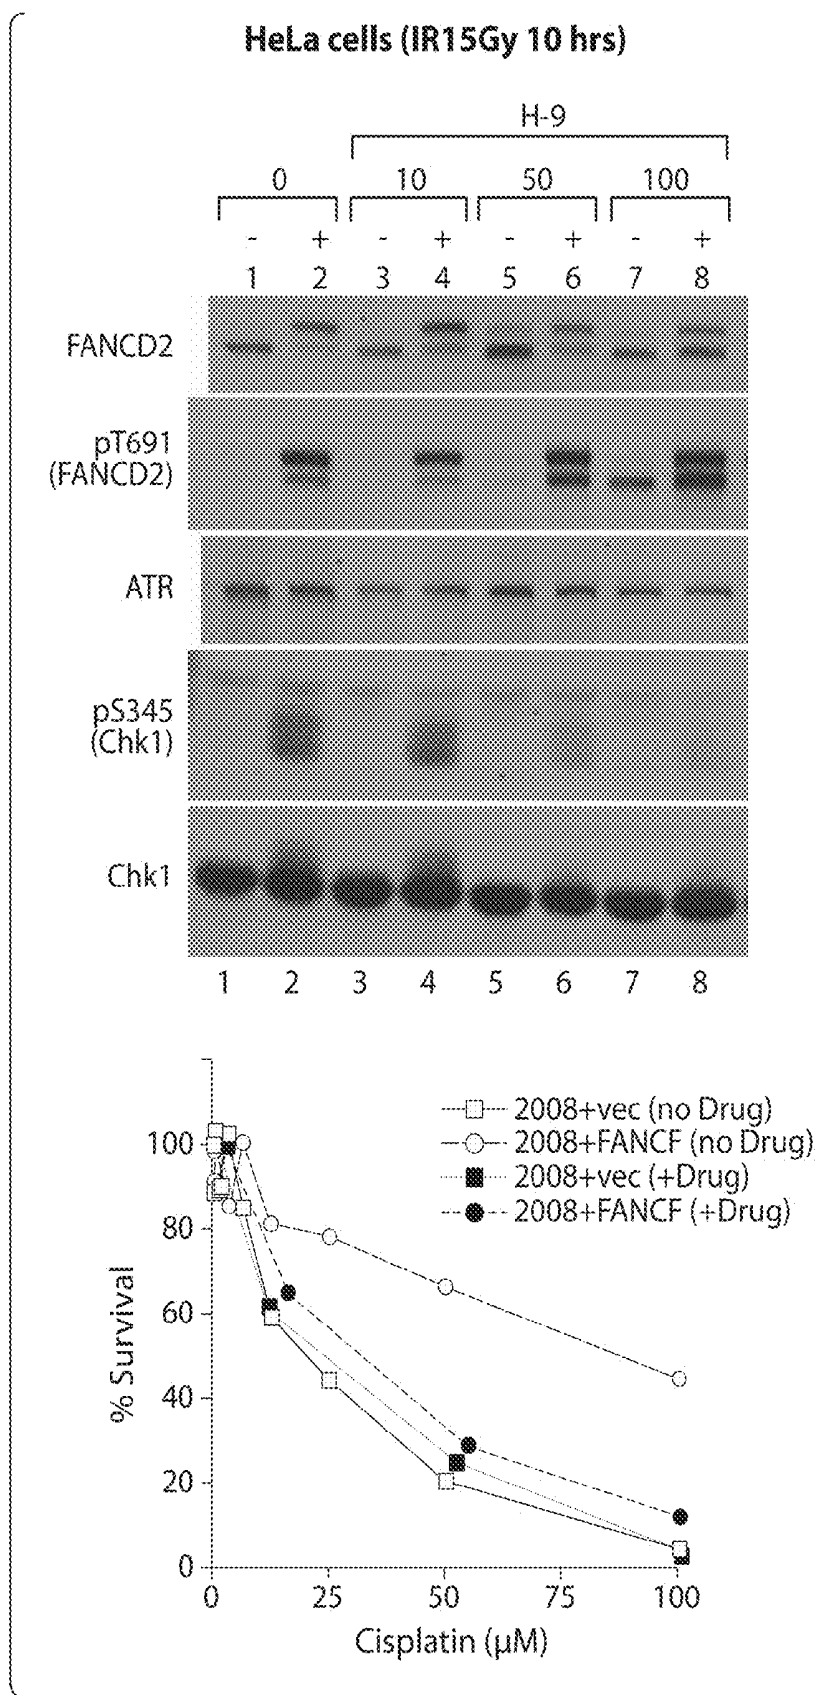 HeLa cells (IR15Gy 10 hrs)
H-9
0 10 50 100
- + - + - + - +
1 2 3 4 5 6 7 8
FANCD2
pT691
(FANCD2)
ATR
pS345
(Chk1)
Chk1
1 2 3 4 5 6 7 8
2008+vec (no Drug)
2008+FANCF (no Drug)
2008+vec (+Drug)
2008+FANCF (+Drug)
100
80
60
40
20
0
% Survival
0 25 50 75 100
Cisplatin (µM)